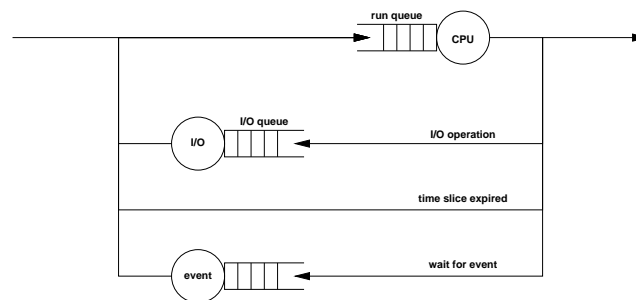 run queue
CPU
I/O queue
I/O
I/O operation
time slice expired
event
wait for event